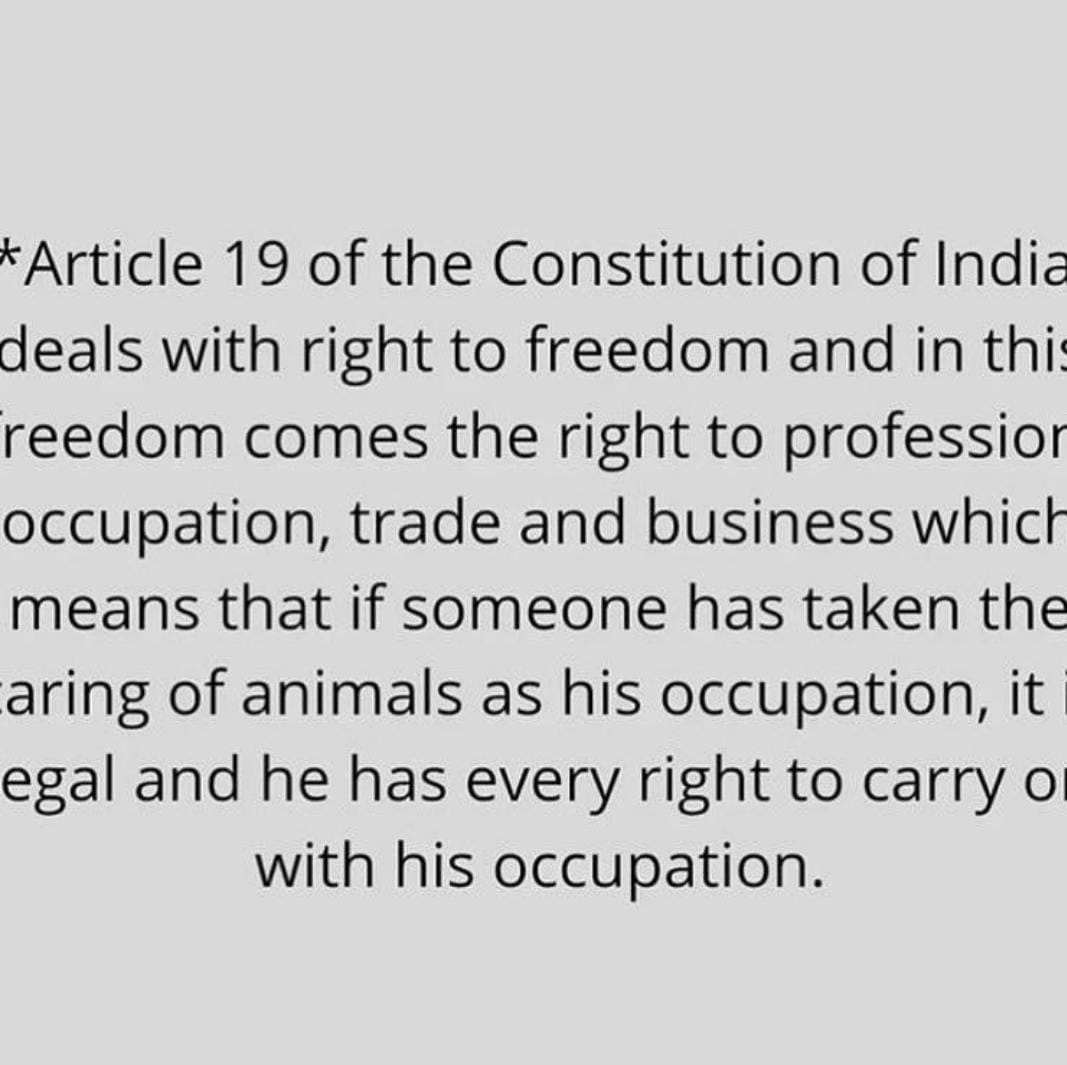 *Article 19 of the Constitution of India
deals with right to freedom and in this
freedom comes the right to profession
occupation, trade and business which
means that if someone has taken the
caring of animals as his occupation, it i
legal and he has every right to carry on
with his occupation.